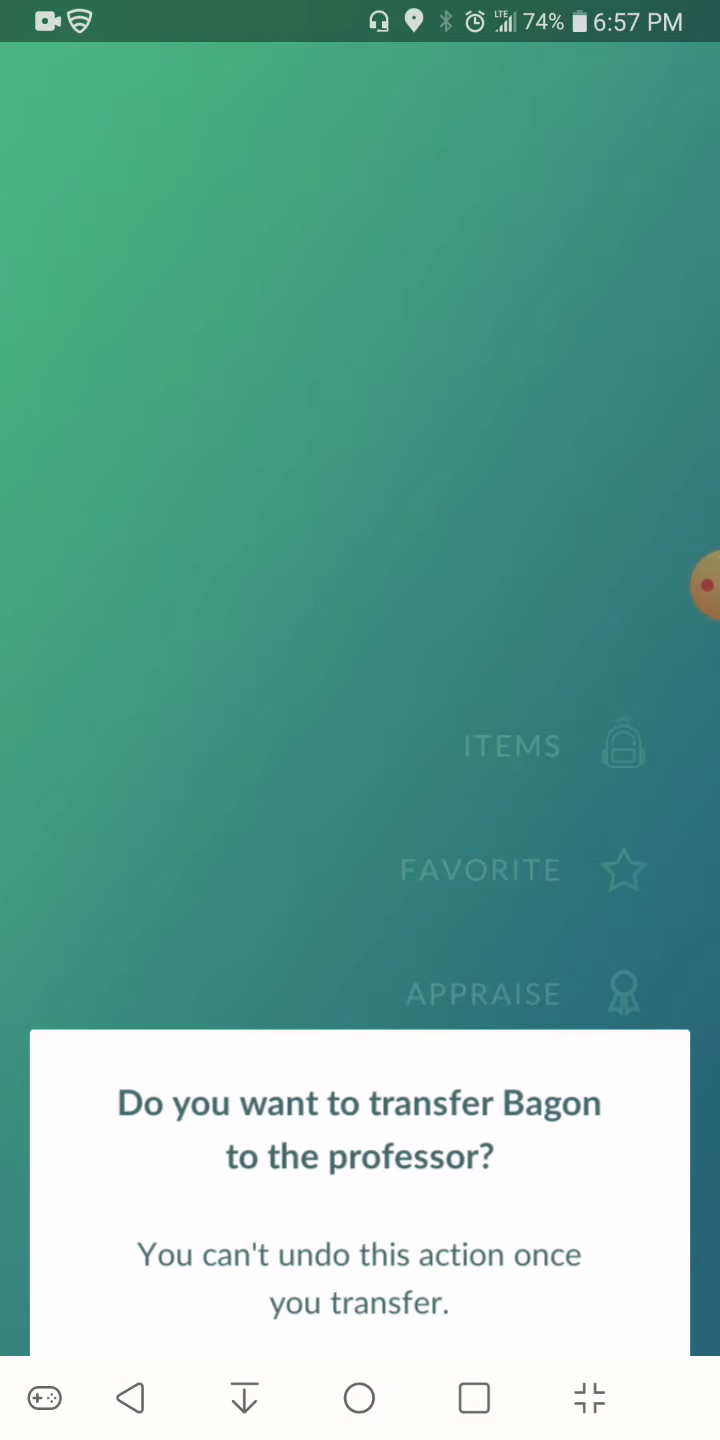 LTE 74% 6:57 PM
ITEMS
FAVORITE
APPRAISE
Do you want to transfer Bagon
to the professor?
You can't undo this action once
you transfer.